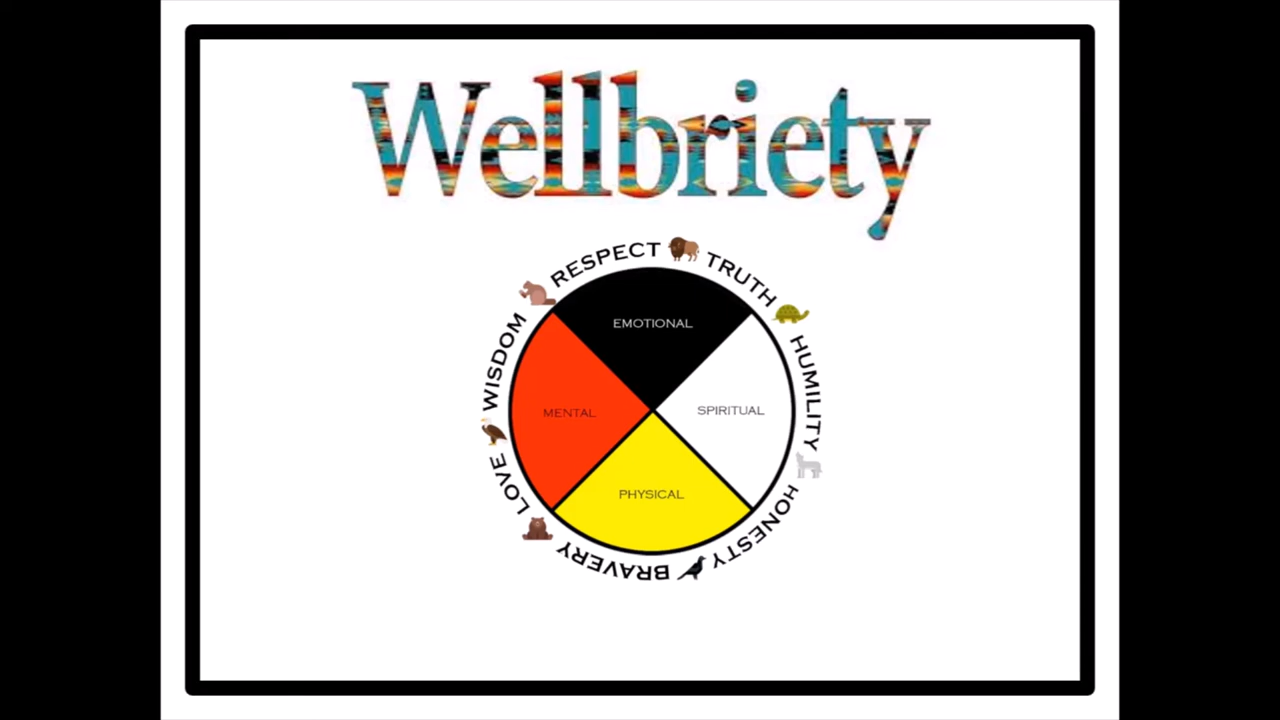 Wellbriety
RESPECT
TRUTH
HUMILITY
HONESTY
BRAVERY
LOVE
WISDOM
EMOTIONAL
MENTAL
SPIRITUAL
PHYSICAL